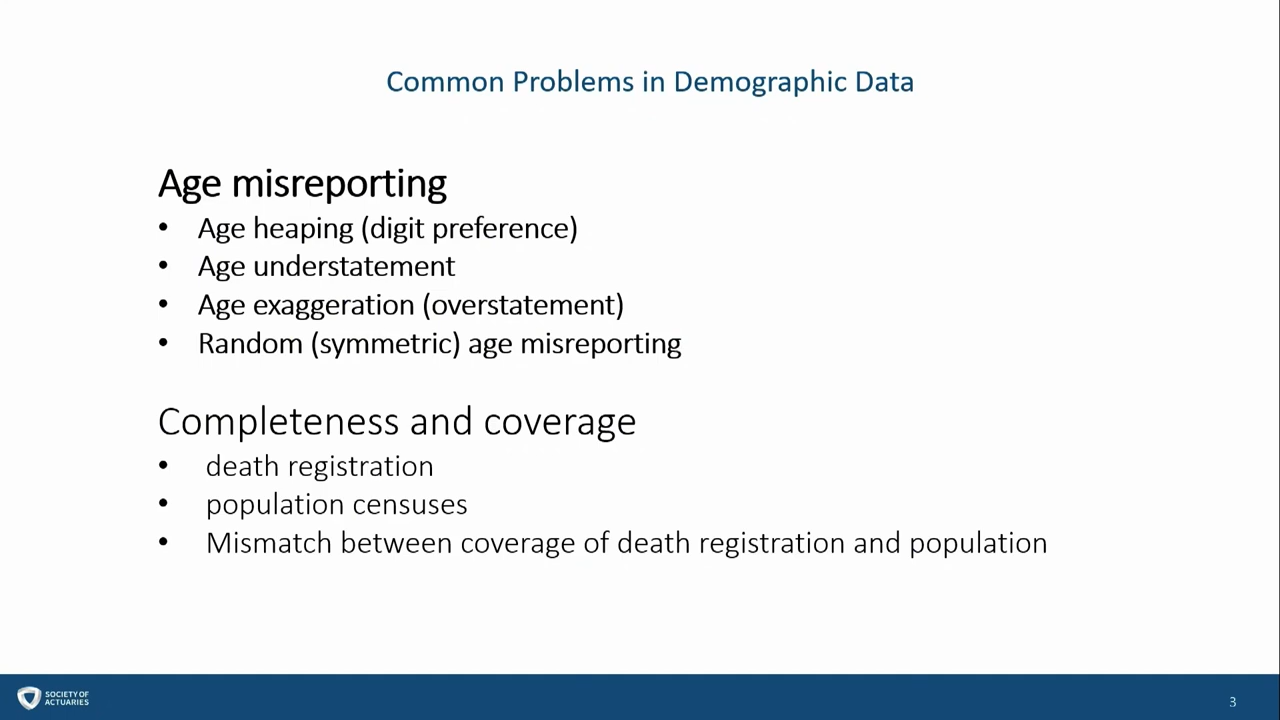 Common Problems in Demographic Data
Age misreporting
• Age heaping (digit preference)
• Age understatement
• Age exaggeration (overstatement)
• Random (symmetric) age misreporting
Completeness and coverage
• death registration
• population censuses
• Mismatch between coverage of death registration and population
SOCIETY OF
ACTUARIES
3